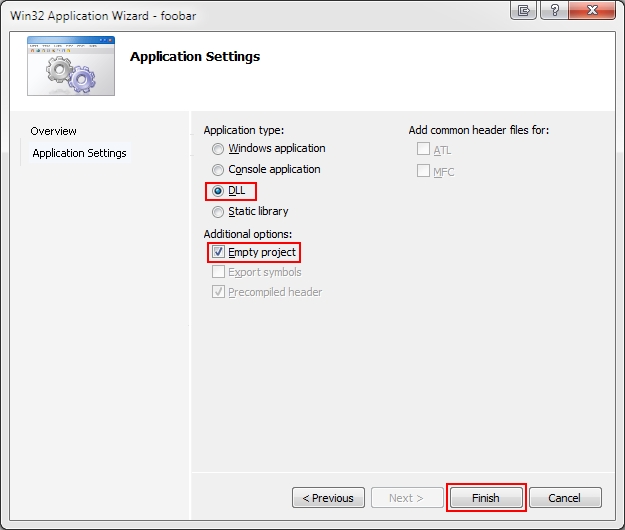 Win32 Application Wizard - foobar
Application Settings
Overview
Application Settings
Application type:
Windows application
Console application
DLL
Static library
Additional options:
Empty project
Export symbols
Precompiled header
Add common header files for:
ATL
MFC
< Previous
Next >
Finish
Cancel